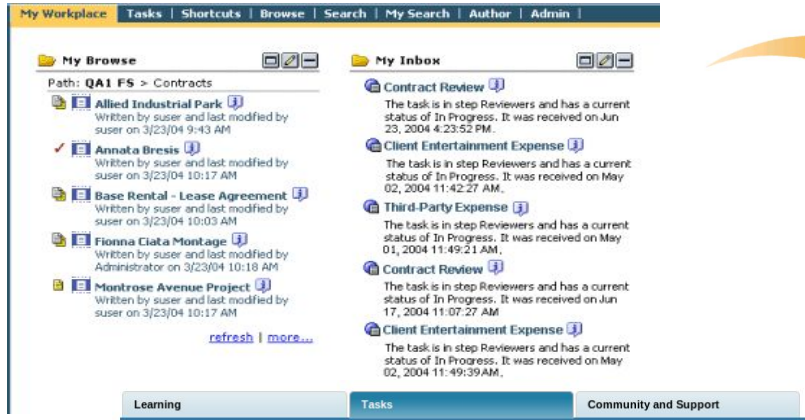 My Workplace Tasks | Shortcuts | Browse | Search | My Search | Author | Admin |
My Browse
Path: QA1 FS > Contracts
Allied Industrial Park
Written by suser and last modified by
suser on 3/23/04 9:43 AM
Annata Bresis
Written by suser and last modified by
suser on 3/23/04 10:17 AM
Base Rental - Lease Agreement
Written by suser and last modified by
suser on 3/23/04 10:03 AM
Fionna Ciata Montage
Written by suser and last modified by
Administrator on 3/23/04 10:18 AM
Montrose Avenue Project
Written by suser and last modified by
suser on 3/23/04 10:17 AM
refresh | more...
My Inbox
Contract Review
The task is in step Reviewers and has a current
status of In Progress. It was received on Jun
23, 2004 4:23:52 PM.
Client Entertainment Expense
The task is in step Reviewers and has a current
status of In Progress. It was received on May
02, 2004 11:42:27 AM.
Third-Party Expense
The task is in step Reviewers and has a current
status of In Progress. It was received on May
01, 2004 11:49:21 AM.
Contract Review
The task is in step Reviewers and has a current
status of In Progress. It was received on Jun
17, 2004 11:07:27 AM
Client Entertainment Expense
The task is in step Reviewers and has a current
status of In Progress. It was received on May
02, 2004 11:49:39 AM.
Learning Tasks Community and Support